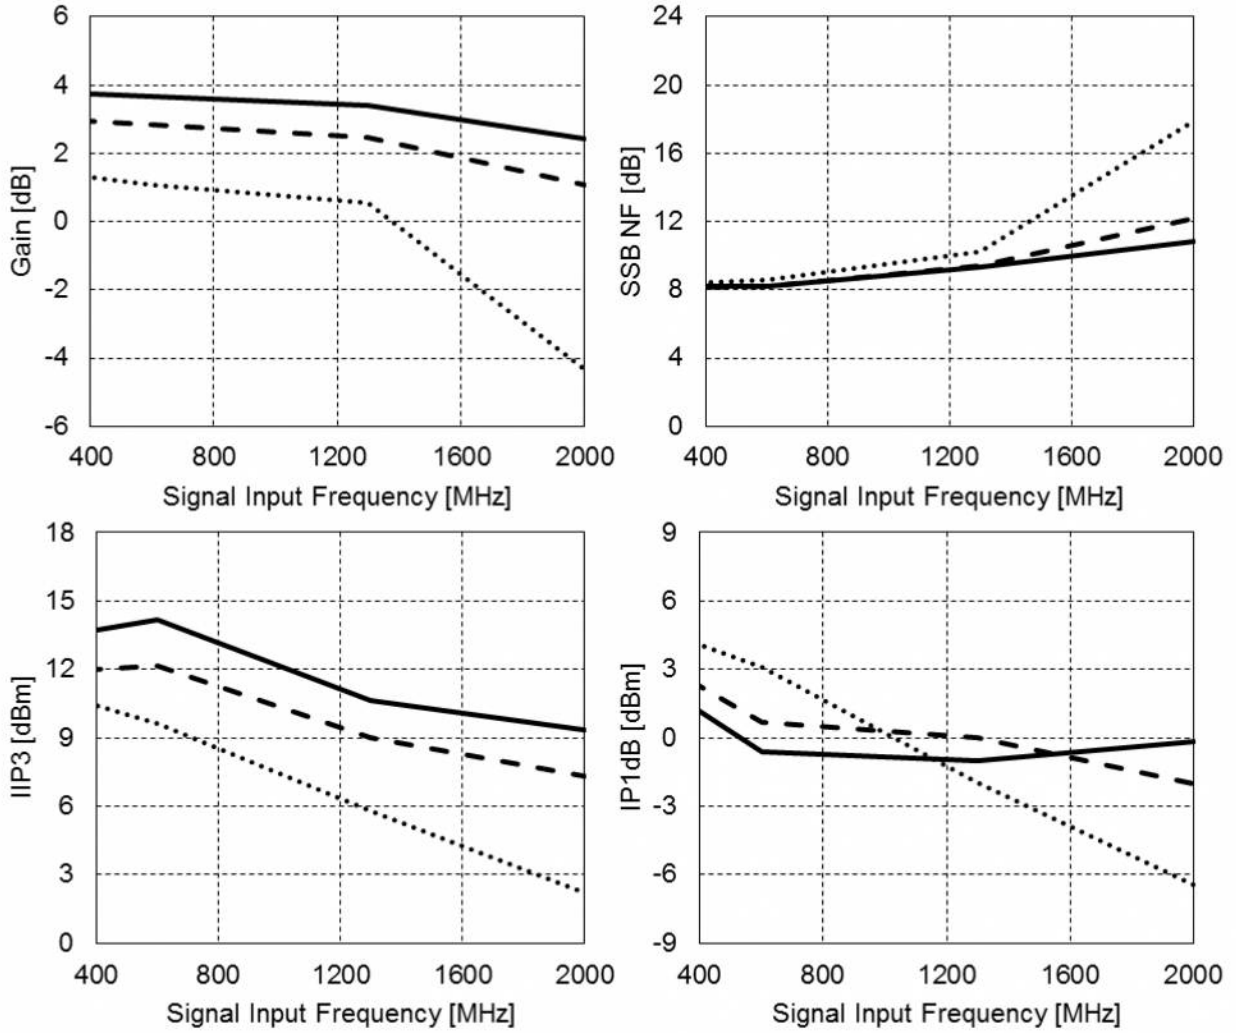 6
4
2
0
-2
-4
-6
Gain [dB]
400 800 1200 1600 2000
Signal Input Frequency [MHz]
24
20
16
12
8
4
0
SSB NF [dB]
400 800 1200 1600 2000
Signal Input Frequency [MHz]
18
15
12
9
6
3
0
IIP3 [dBm]
400 800 1200 1600 2000
Signal Input Frequency [MHz]
9
6
3
0
-3
-6
-9
IP1dB [dBm]
400 800 1200 1600 2000
Signal Input Frequency [MHz]